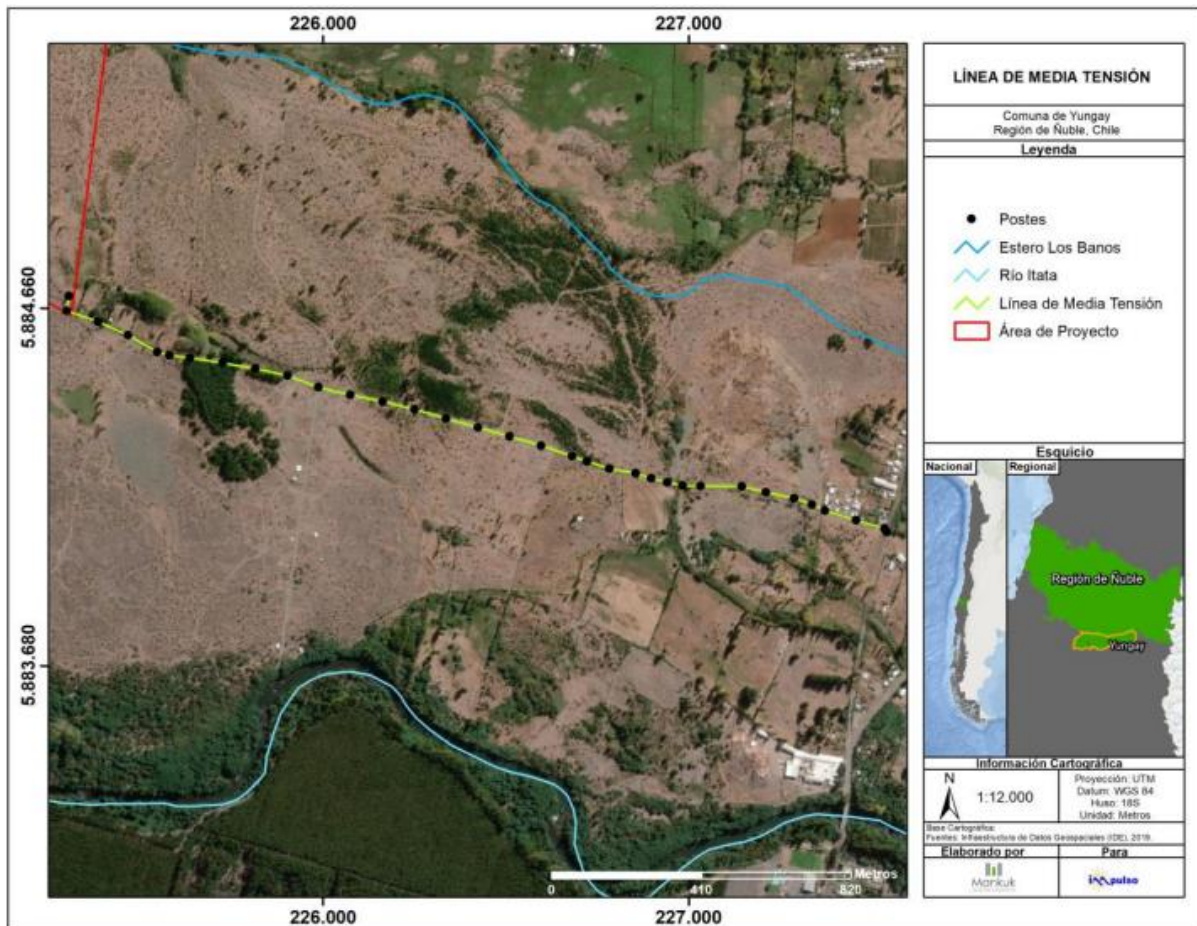 226.000
227.000
5.884.660
5.883.680
Metros
0
410
820
226.000
227.000
LÍNEA DE MEDIA TENSIÓN
Comuna de Yungay
Región de Ñuble, Chile
Leyenda
Postes
Estero Los Banos
Río Itata
Línea de Media Tensión
Área de Proyecto
Esquicio
Nacional
Regional
Región de Ñuble
Yungay
Información Cartográfica
N
1:12.000
Proyección: UTM
Datum: WGS 84
Huso: 18S
Unidad: Metros
Base Cartográfica:
Fuentes: Infraestructura de Datos Geospaciales (IDE), 2019.
Elaborado por
Para
Mankuk
impulso